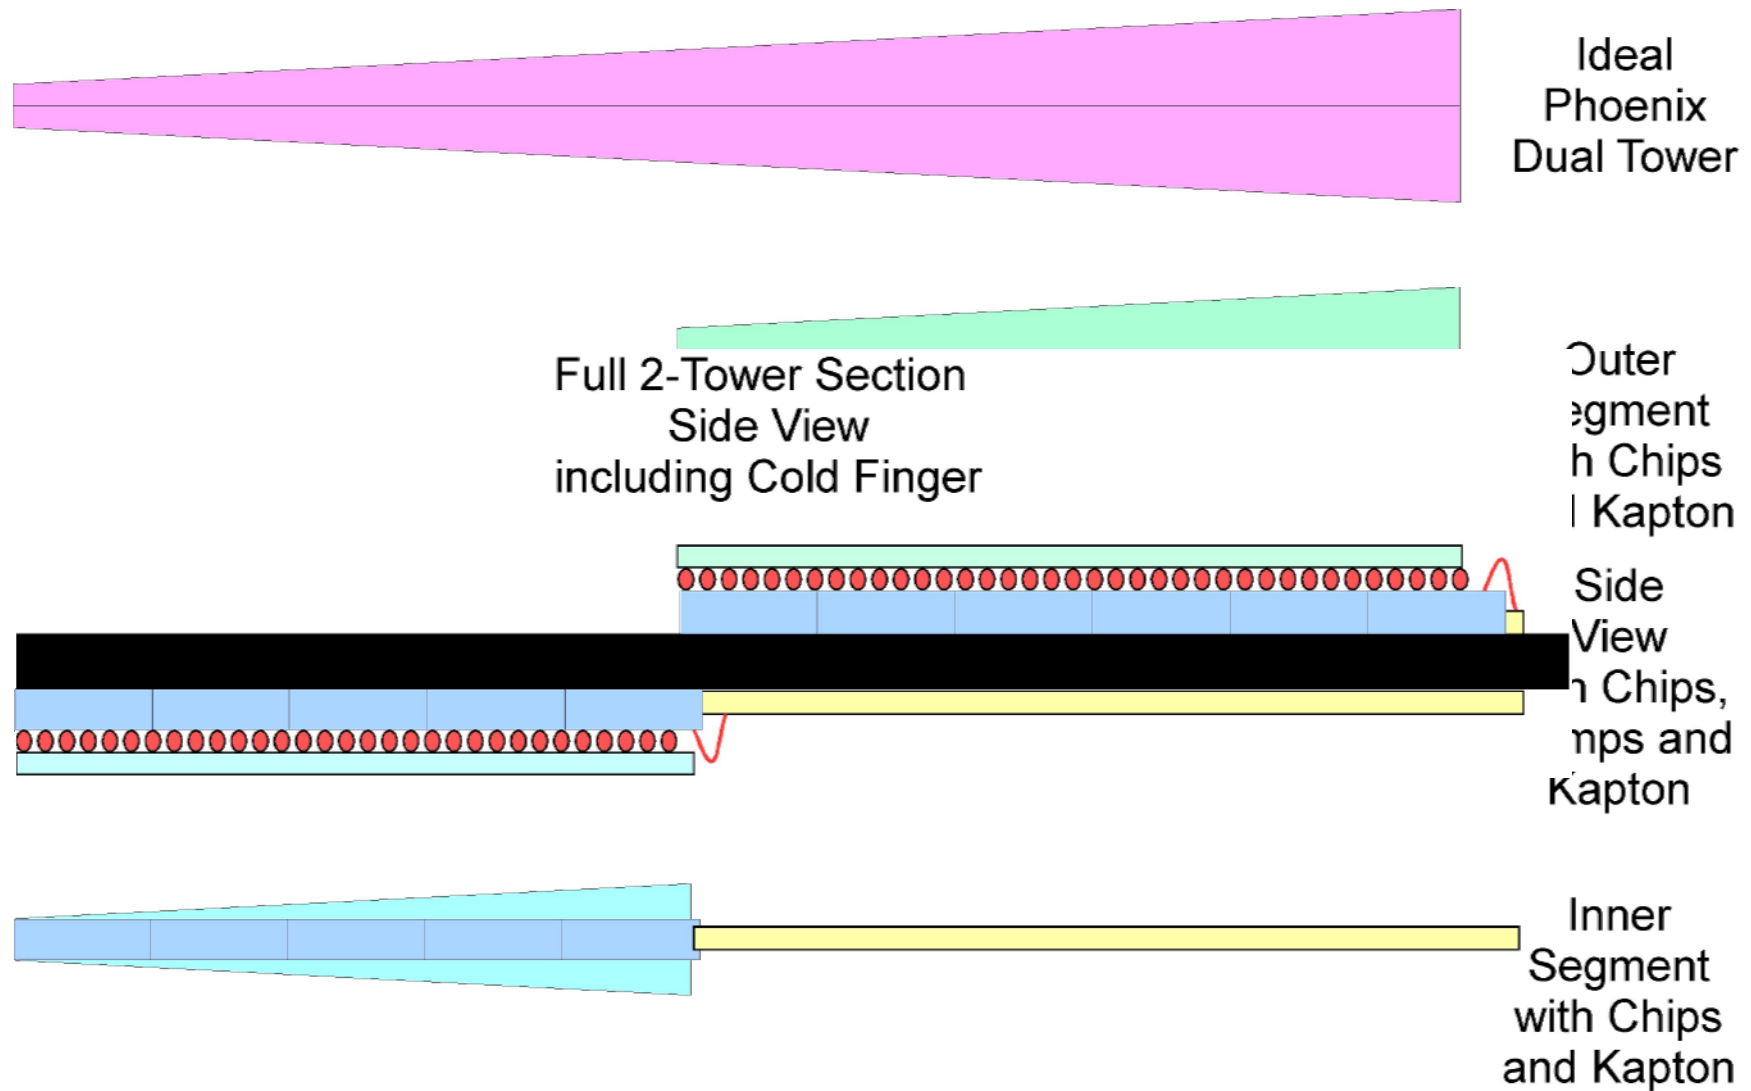 Ideal
Phoenix
Dual Tower
Full 2-Tower Section
Side View
including Cold Finger
Outer
egment
h Chips
Kapton
Side
View
Chips,
mps and
Kapton
Inner
Segment
with Chips
and Kapton